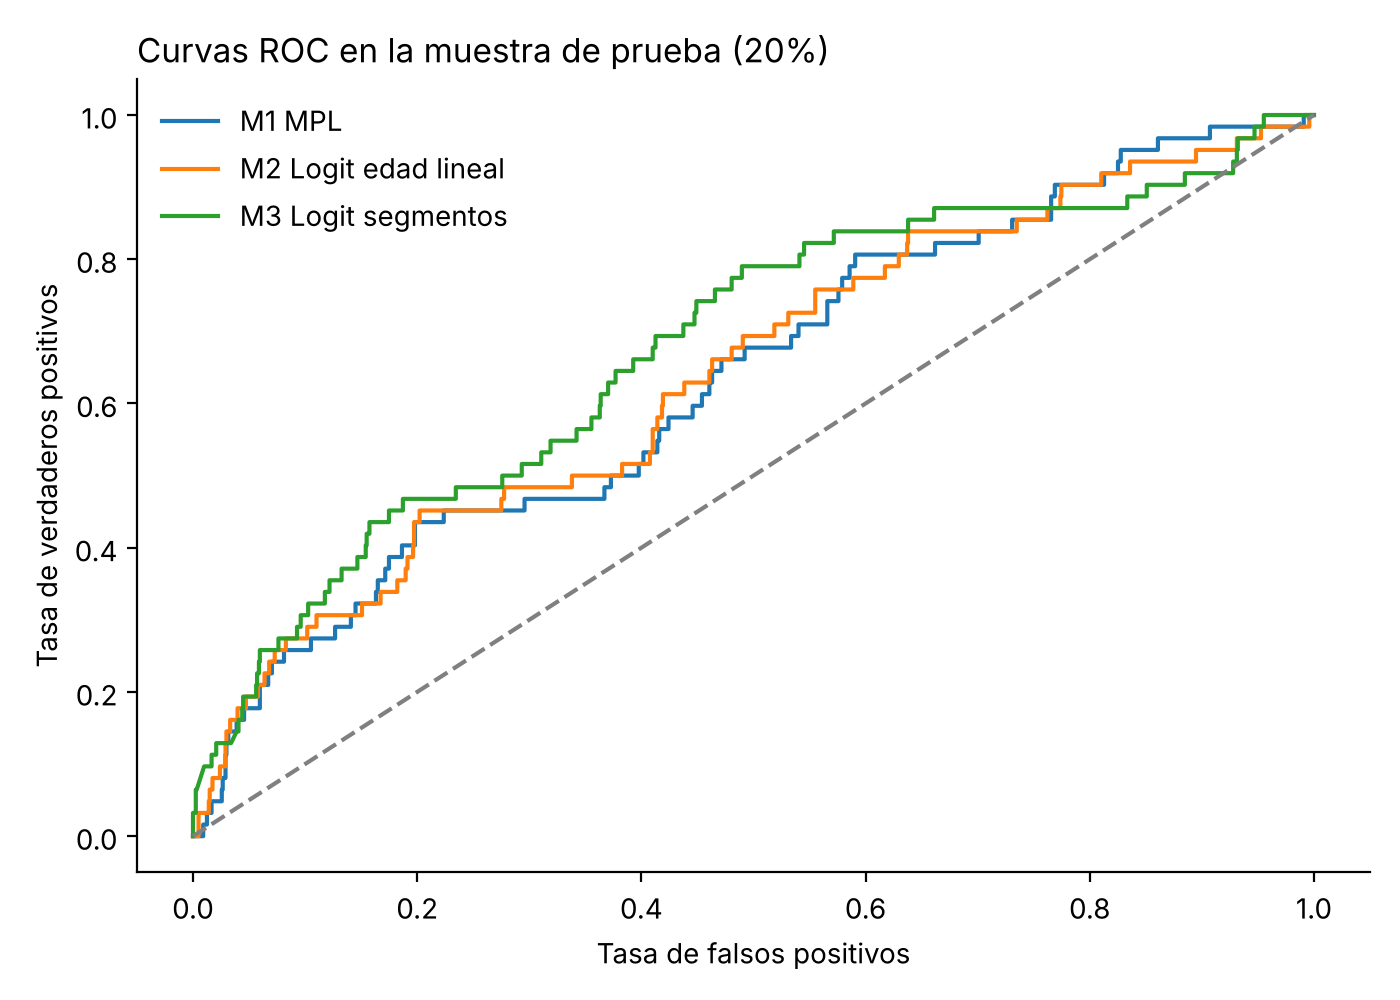 Curvas ROC en la muestra de prueba (20%)
M1 MPL
M2 Logit edad lineal
M3 Logit segmentos
Tasa de verdaderos positivos
1.0
0.8
0.6
0.4
0.2
0.0
0.0 0.2 0.4 0.6 0.8 1.0
Tasa de falsos positivos